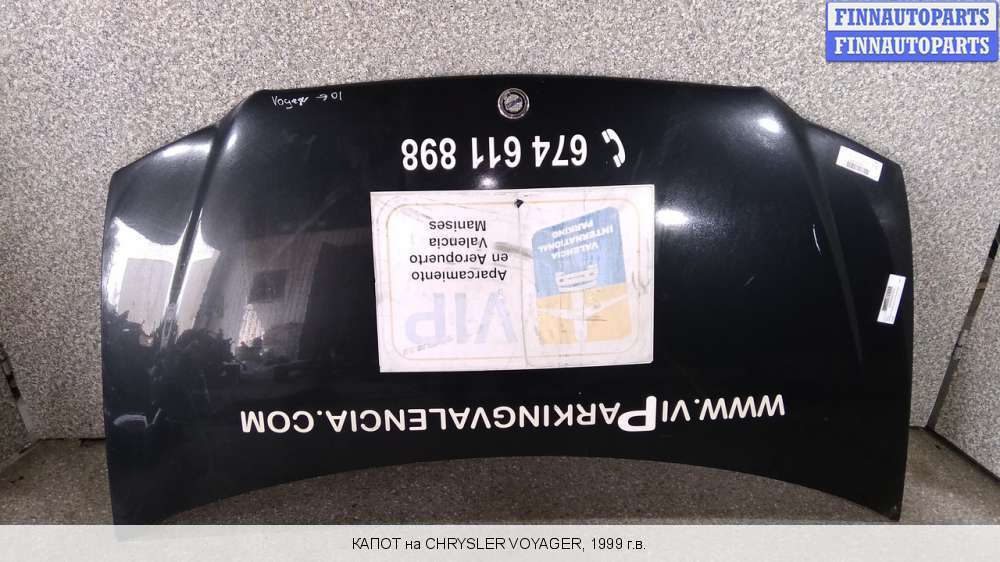 FINNAUTOPARTS
FINNAUTOPARTS
Voyager 01
674 611 898
Aparcamiento
en Aeropuerto
Valencia
Manises
VIP
VALENCIA
INTERNATIONAL
PARKING
WWW.VIPARKINGVALENCIA.COM
КАПОТ на CHRYSLER VOYAGER, 1999 г.в.